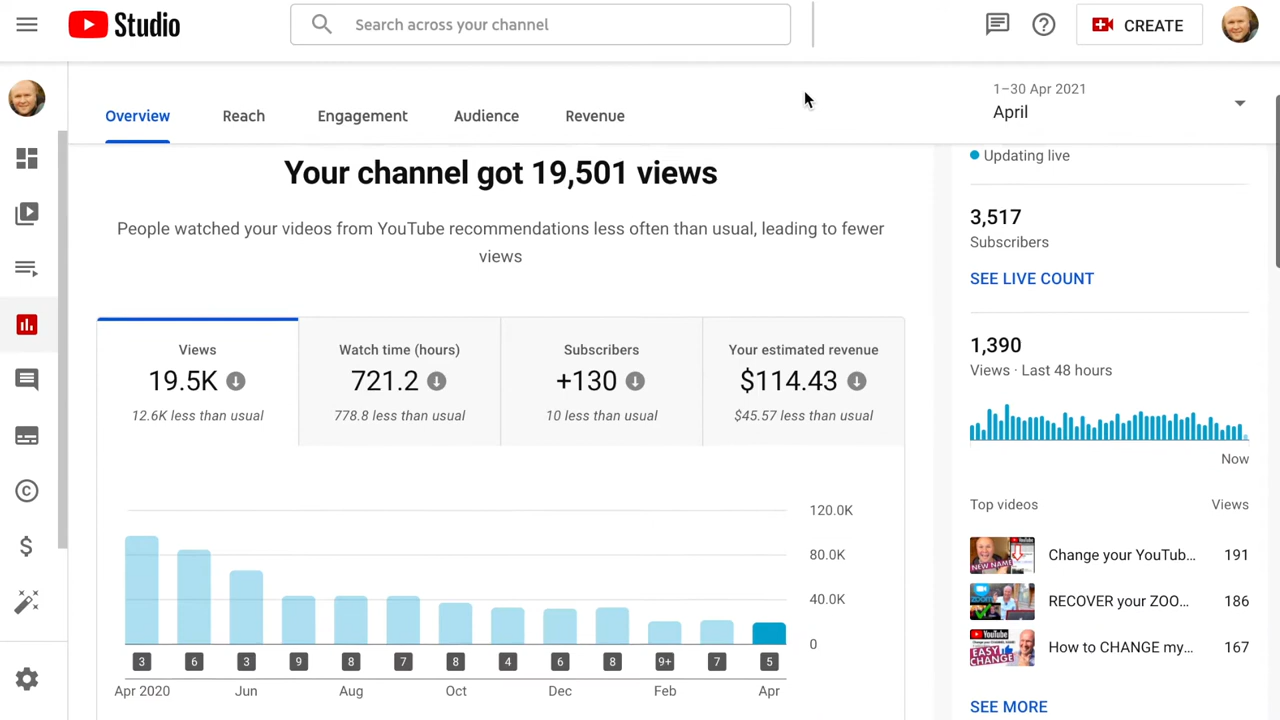 Studio
Search across your channel
CREATE
Overview
Reach
Engagement
Audience
Revenue
1–30 Apr 2021
April
Your channel got 19,501 views
People watched your videos from YouTube recommendations less often than usual, leading to fewer
views
Views
19.5K
12.6K less than usual
Watch time (hours)
721.2
778.8 less than usual
Subscribers
+130
10 less than usual
Your estimated revenue
$114.43
$45.57 less than usual
120.0K
80.0K
40.0K
0
3 6 3 9 8 7 8 4 6 8 9+ 7 5
Apr 2020 Jun Aug Oct Dec Feb Apr
Updating live
3,517
Subscribers
SEE LIVE COUNT
1,390
Views · Last 48 hours
Now
Top videos Views
NEW NAME
Change your YouTub... 191
zoom
RECOVER your ZOO... 186
YouTube
EASY
CHANGE
How to CHANGE my... 167
SEE MORE